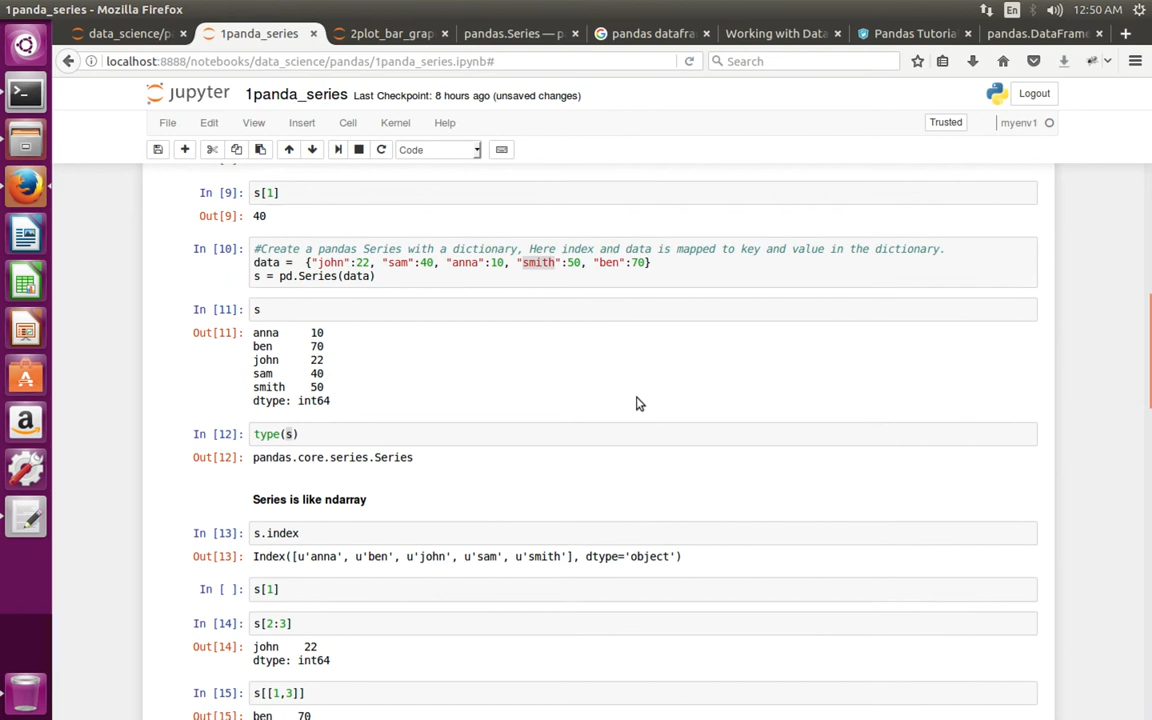 1panda_series - Mozilla Firefox
En
12:50 AM
data_science/p
1panda_series
2plot_bar_grap
pandas.Series — p
pandas datafra
Working with Data
Pandas Tutorial
pandas.DataFrame
localhost:8888/notebooks/data_science/pandas/1panda_series.ipynb#
Search
jupyter
1panda_series Last Checkpoint: 8 hours ago (unsaved changes)
Logout
File Edit View Insert Cell Kernel Help
Trusted
myenv1
Code
In [9]: s[1]
Out[9]: 40
In [10]: #Create a pandas Series with a dictionary, Here index and data is mapped to key and value in the dictionary.
data = {"john":22, "sam":40, "anna":10, "smith":50, "ben":70}
s = pd.Series(data)
In [11]: s
Out[11]: anna 10
ben 70
john 22
sam 40
smith 50
dtype: int64
In [12]: type(s)
Out[12]: pandas.core.series.Series
Series is like ndarray
In [13]: s.index
Out[13]: Index([u'anna', u'ben', u'john', u'sam', u'smith'], dtype='object')
In [ ]: s[1]
In [14]: s[2:3]
Out[14]: john 22
dtype: int64
In [15]: s[[1,3]]
Out[15]: ben 70